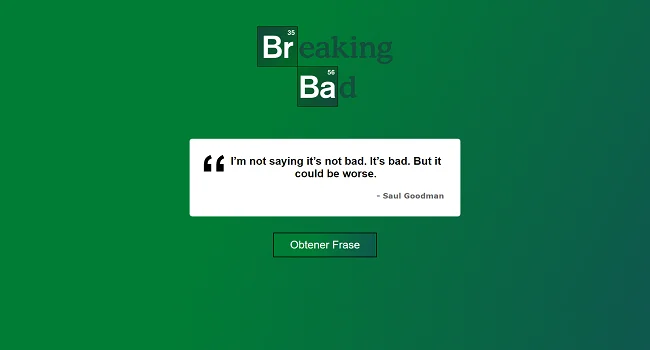 35
Breaking
56
Bad
“ I’m not saying it’s not bad. It’s bad. But it
could be worse.
- Saul Goodman
Obtener Frase